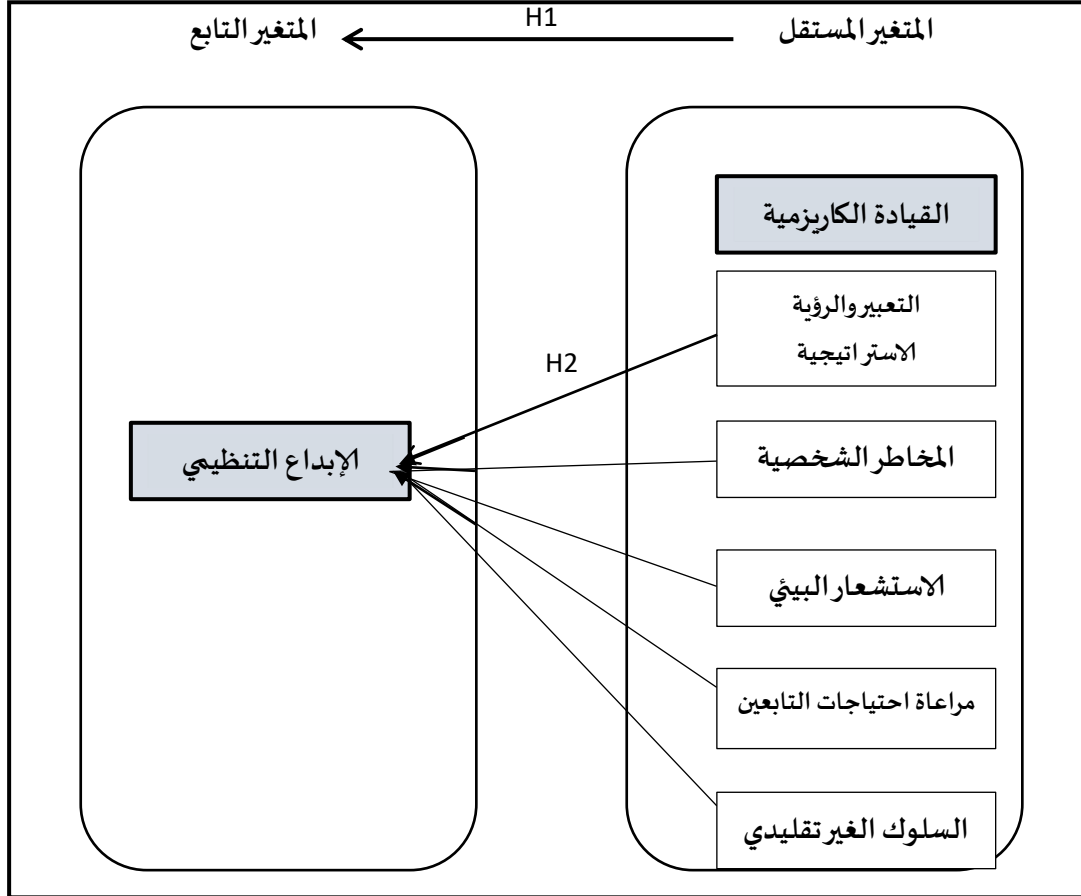 المتغير المستقل
H1
المتغير التابع
القيادة الكاريزمية
التعبير والرؤية
الاستراتيجية
H2
المخاطر الشخصية
الإبداع التنظيمي
الاستشعار البيئي
مراعاة احتياجات التابعين
السلوك الغير تقليدي